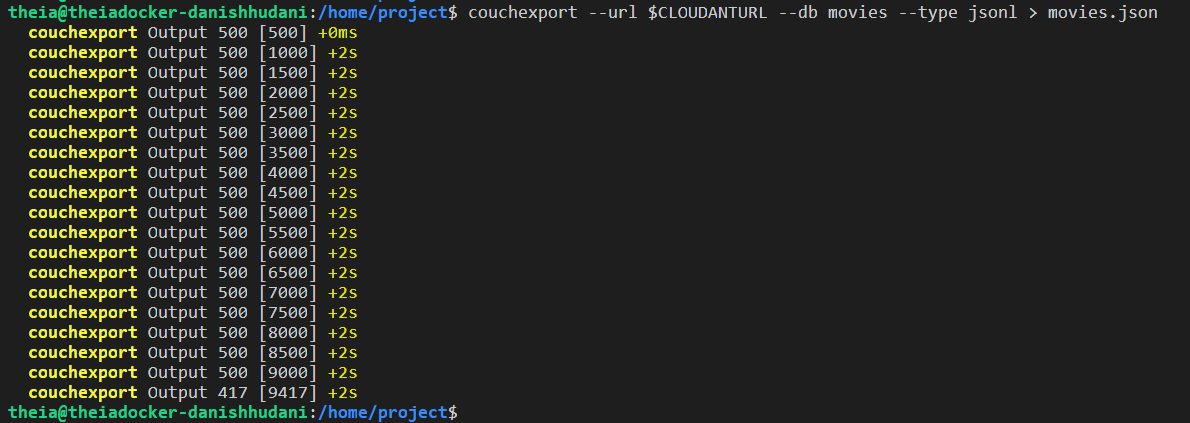 theia@theiadocker-danishhudani:/home/project$ couchexport --url $CLOUDANTURL --db movies --type jsonl > movies.json
couchexport Output 500 [500] +0ms
couchexport Output 500 [1000] +2s
couchexport Output 500 [1500] +2s
couchexport Output 500 [2000] +2s
couchexport Output 500 [2500] +2s
couchexport Output 500 [3000] +2s
couchexport Output 500 [3500] +2s
couchexport Output 500 [4000] +2s
couchexport Output 500 [4500] +2s
couchexport Output 500 [5000] +2s
couchexport Output 500 [5500] +2s
couchexport Output 500 [6000] +2s
couchexport Output 500 [6500] +2s
couchexport Output 500 [7000] +2s
couchexport Output 500 [7500] +2s
couchexport Output 500 [8000] +2s
couchexport Output 500 [8500] +2s
couchexport Output 500 [9000] +2s
couchexport Output 417 [9417] +2s
theia@theiadocker-danishhudani:/home/project$